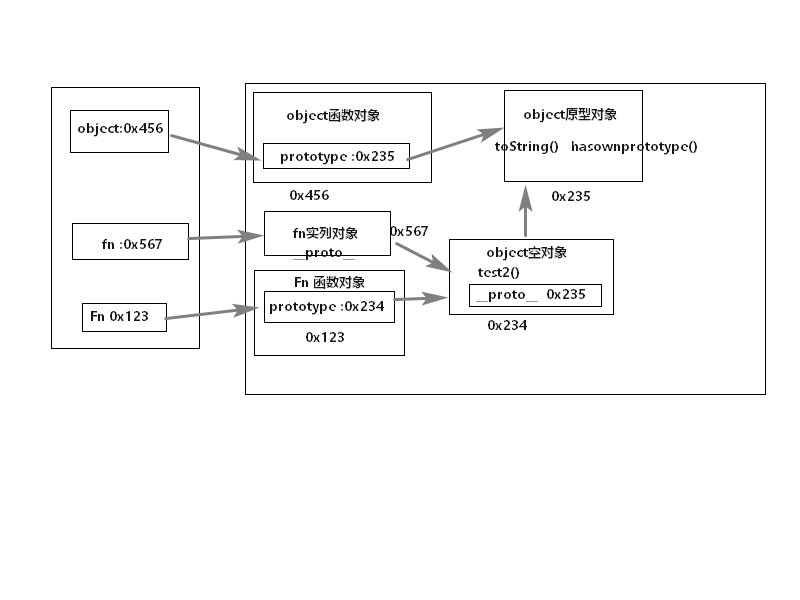 object:0x456
fn :0x567
Fn 0x123
object函数对象
prototype :0x235
0x456
fn实列对象
__proto__
0x567
Fn 函数对象
prototype :0x234
0x123
object原型对象
toString() hasownprototype()
0x235
object空对象
test2()
__proto__ 0x235
0x234